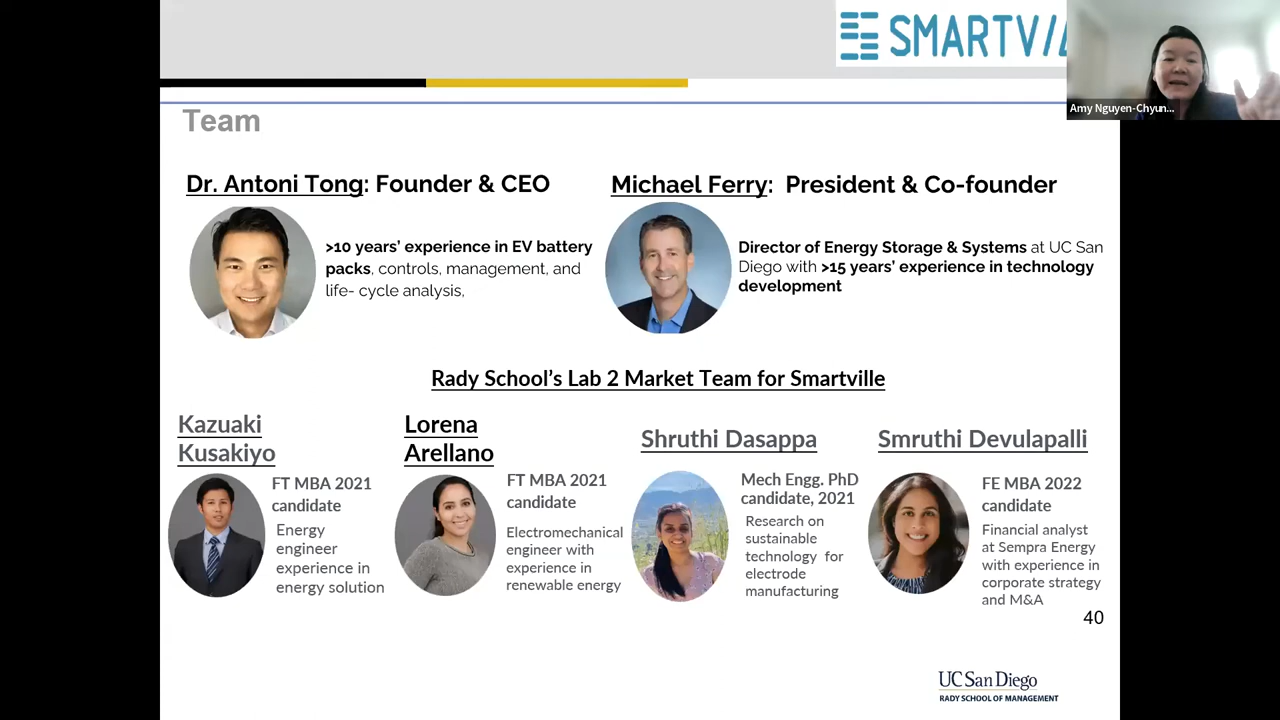 SMARTVIL
Amy Nguyen-Chyun...
Team
Dr. Antoni Tong: Founder & CEO
>10 years’ experience in EV battery
packs, controls, management, and
life- cycle analysis,
Michael Ferry: President & Co-founder
Director of Energy Storage & Systems at UC San
Diego with >15 years’ experience in technology
development
Rady School’s Lab 2 Market Team for Smartville
Kazuaki
Kusakiyo
FT MBA 2021
candidate
Energy
engineer
experience in
energy solution
Lorena
Arellano
FT MBA 2021
candidate
Electromechanical
engineer with
experience in
renewable energy
Shruthi Dasappa
Mech Engg. PhD
candidate, 2021
Research on
sustainable
technology for
electrode
manufacturing
Smruthi Devulapalli
FE MBA 2022
candidate
Financial analyst
at Sempra Energy
with experience in
corporate strategy
and M&A
40
UC San Diego
RADY SCHOOL OF MANAGEMENT